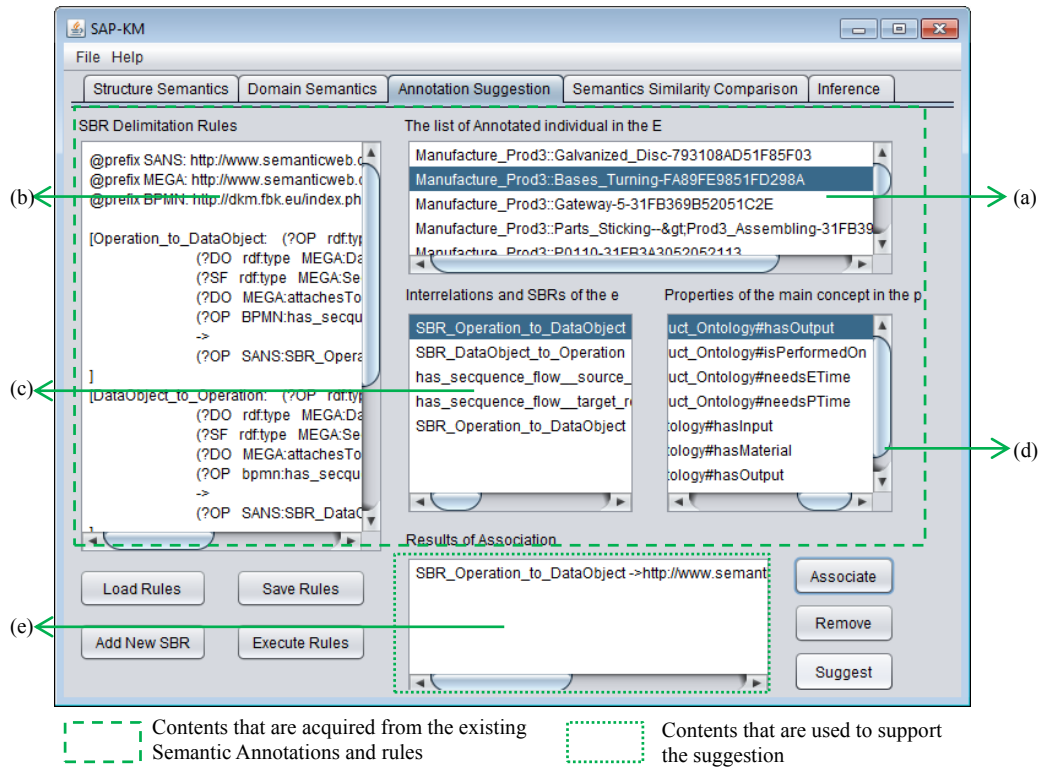 SAP-KM
File Help
Structure Semantics
Domain Semantics
Annotation Suggestion
Semantics Similarity Comparison
Inference
SBR Delimitation Rules
@prefix SANS: http://www.semanticweb.o
@prefix MEGA: http://www.semanticweb.o
@prefix BPMN: http://dkm.fbk.eu/index.ph
[Operation_to_DataObject: (?OP rdf:typ
(?DO rdf:type MEGA:Da
(?SF rdf:type MEGA:Se
(?DO MEGA:attachesTo
(?OP BPMN:has_secqu
->
(?OP SANS:SBR_Opera
]
[DataObject_to_Operation: (?OP rdf:typ
(?DO rdf:type MEGA:Da
(?SF rdf:type MEGA:Se
(?DO MEGA:attachesTo
(?OP bpmn:has_secqu
->
(?OP SANS:SBR_DataO
]
The list of Annotated individual in the E
Manufacture_Prod3::Galvanized_Disc-793108AD51F85F03
Manufacture_Prod3::Bases_Turning-FA89FE9851FD298A
Manufacture_Prod3::Gateway-5-31FB369B52051C2E
Manufacture_Prod3::Parts_Sticking--&gt;Prod3_Assembling-31FB39
Manufacture_Prod3::P0110-31FB3A3052052113
Interrelations and SBRs of the e
SBR_Operation_to_DataObject
SBR_DataObject_to_Operation
has_secquence_flow__source_
has_secquence_flow__target_re
SBR_Operation_to_DataObject
Properties of the main concept in the p
uct_Ontology#hasOutput
uct_Ontology#isPerformedOn
uct_Ontology#needsETime
uct_Ontology#needsPTime
tology#hasInput
tology#hasMaterial
tology#hasOutput
Results of Association
SBR_Operation_to_DataObject ->http://www.semant
Load Rules
Save Rules
Add New SBR
Execute Rules
Associate
Remove
Suggest
(a)
(b)
(c)
(d)
(e)
Contents that are acquired from the existing
Semantic Annotations and rules
Contents that are used to support
the suggestion